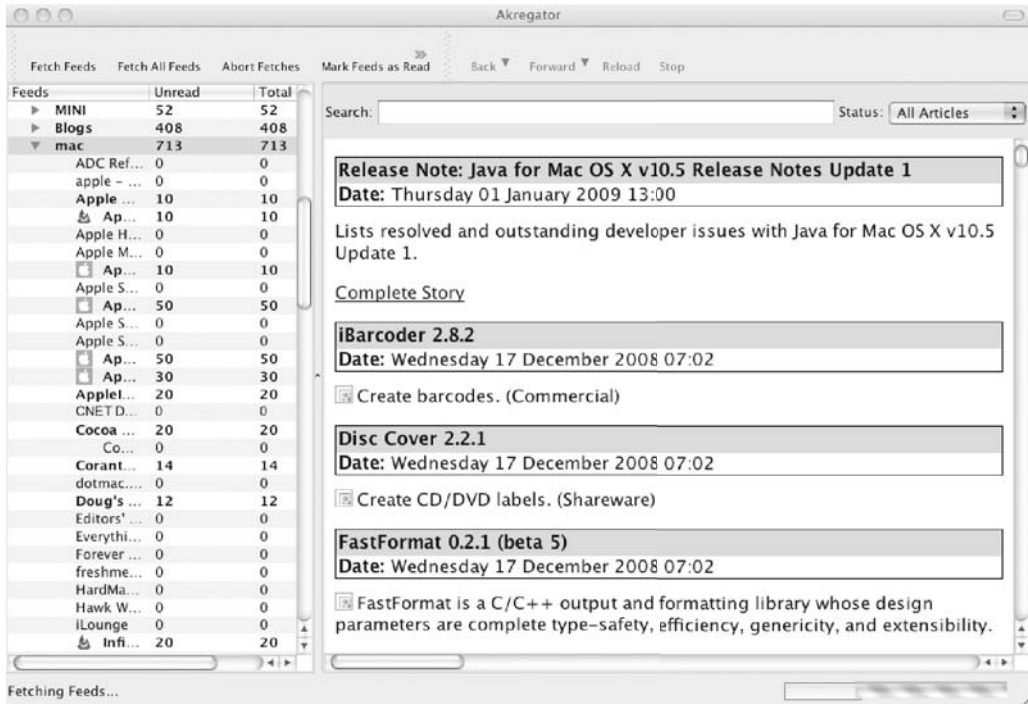 Akregator
Fetch Feeds Fetch All Feeds Abort Fetches Mark Feeds as Read Back Forward Reload Stop
Feeds Unread Total
MINI 52 52
Blogs 408 408
mac 713 713
ADC Ref... 0 0
apple – ... 0 0
Apple ... 10 10
Ap... 10 10
Apple H... 0 0
Apple M... 0 0
Ap... 10 10
Apple S... 0 0
Ap... 50 50
Apple S... 0 0
Apple S... 0 0
Ap... 50 50
Ap... 30 30
AppleI... 20 20
CNET D... 0 0
Cocoa ... 20 20
Co... 0 0
Corant... 14 14
dotmac.... 0 0
Doug's ... 12 12
Editors' ... 0 0
Everythi... 0 0
Forever ... 0 0
freshme... 0 0
HardMa... 0 0
Hawk W... 0 0
iLounge 0 0
Infi... 20 20
Search: Status: All Articles
Release Note: Java for Mac OS X v10.5 Release Notes Update 1
Date: Thursday 01 January 2009 13:00
Lists resolved and outstanding developer issues with Java for Mac OS X v10.5
Update 1.
Complete Story
iBarcoder 2.8.2
Date: Wednesday 17 December 2008 07:02
Create barcodes. (Commercial)
Disc Cover 2.2.1
Date: Wednesday 17 December 2008 07:02
Create CD/DVD labels. (Shareware)
FastFormat 0.2.1 (beta 5)
Date: Wednesday 17 December 2008 07:02
FastFormat is a C/C++ output and formatting library whose design
parameters are complete type-safety, efficiency, genericity, and extensibility.
Fetching Feeds...